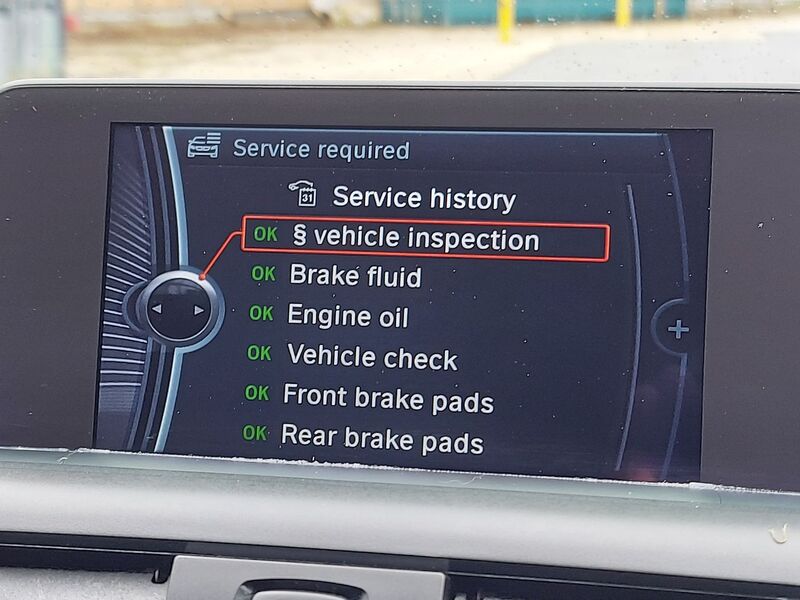 Service required
31 Service history
OK § vehicle inspection
OK Brake fluid
OK Engine oil
OK Vehicle check
OK Front brake pads
OK Rear brake pads